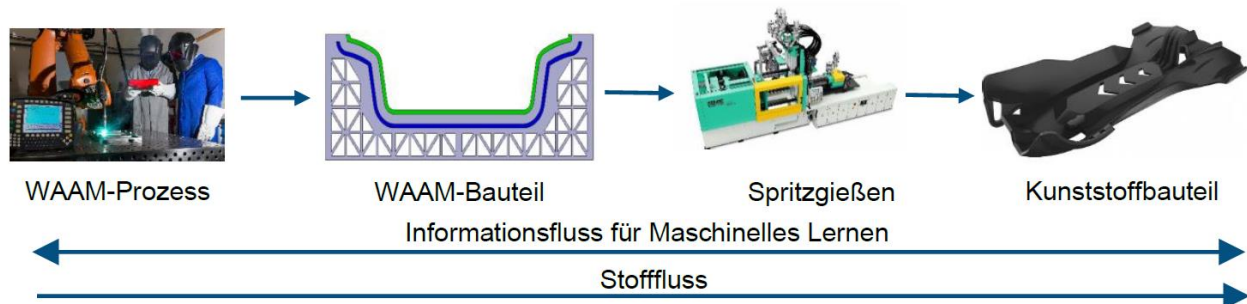 WAAM-Prozess
WAAM-Bauteil
Spritzgießen
Kunststoffbauteil
Informationsfluss für Maschinelles Lernen
Stofffluss